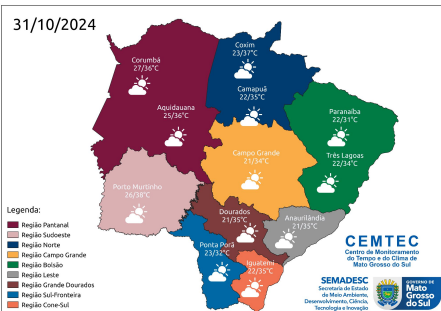 31/10/2024
Coxim
23/37°C
Corumbá
27/36°C
Camapuã
22/35°C
Aquidauana
25/36°C
Paranaíba
22/31°C
Campo Grande
21/34°C
Três Lagoas
22/34°C
Porto Murtinho
26/38°C
Dourados
21/35°C
Anaurilândia
21/35°C
Ponta Porã
23/32°C
Iguatemi
22/35°C
Legenda:
Região Pantanal
Região Sudoeste
Região Norte
Região Campo Grande
Região Bolsão
Região Leste
Região Grande Dourados
Região Sul-Fronteira
Região Cone-Sul
CEMTEC
Centro de Monitoramento
do Tempo e do Clima de
Mato Grosso do Sul
SEMADESC
Secretaria de Estado
de Meio Ambiente,
Desenvolvimento, Ciência,
Tecnologia e Inovação
GOVERNO DE
Mato
Grosso
do Sul